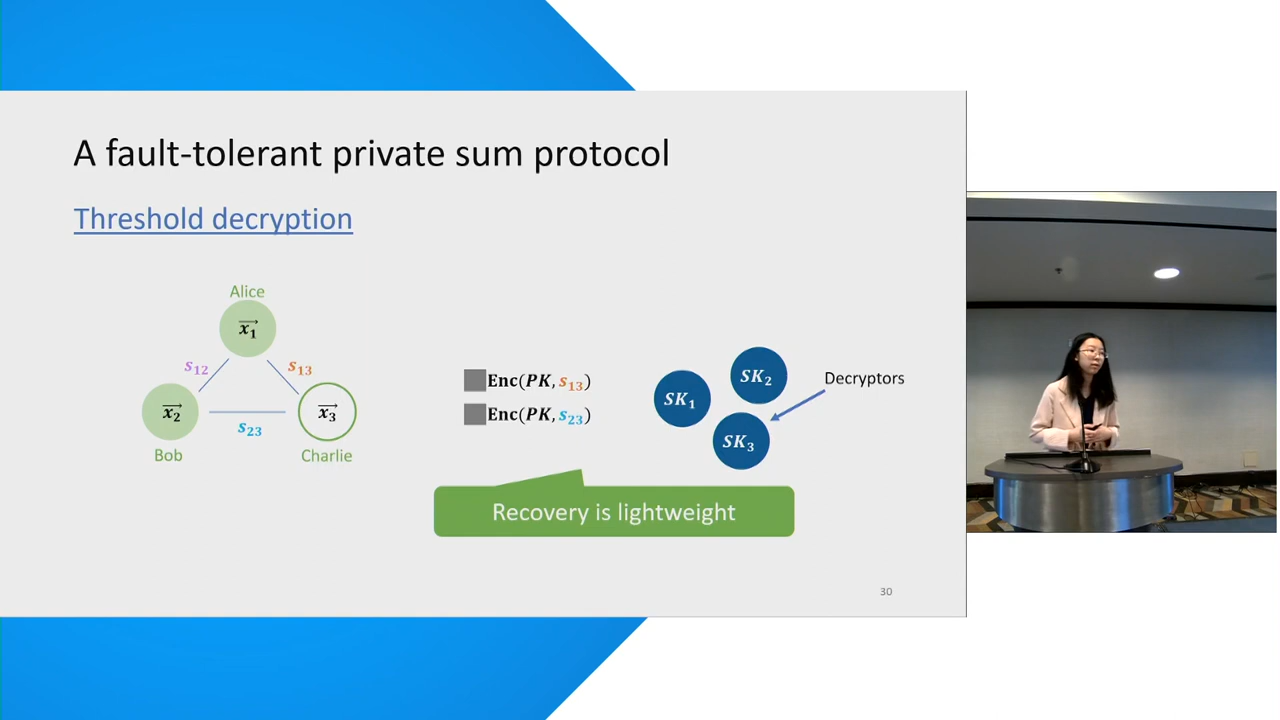 A fault-tolerant private sum protocol
Threshold decryption
Alice
x₁
s₁₂
s₁₃
x₂
x₃
s₂₃
Bob
Charlie
Enc(PK, s₁₃)
Enc(PK, s₂₃)
SK₁
SK₂
SK₃
Decryptors
Recovery is lightweight
30